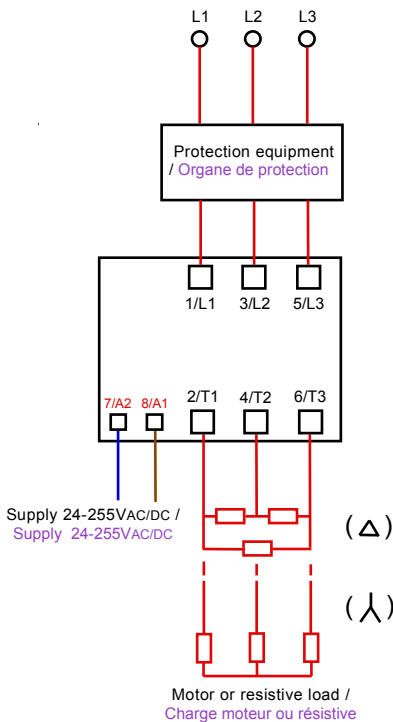 L1 L2 L3
Protection equipment
/ Organe de protection
1/L1 3/L2 5/L3
7/A2 8/A1 2/T1 4/T2 6/T3
Supply 24-255VAC/DC /
Supply 24-255VAC/DC
(△)
(⅄)
Motor or resistive load /
Charge moteur ou résistive